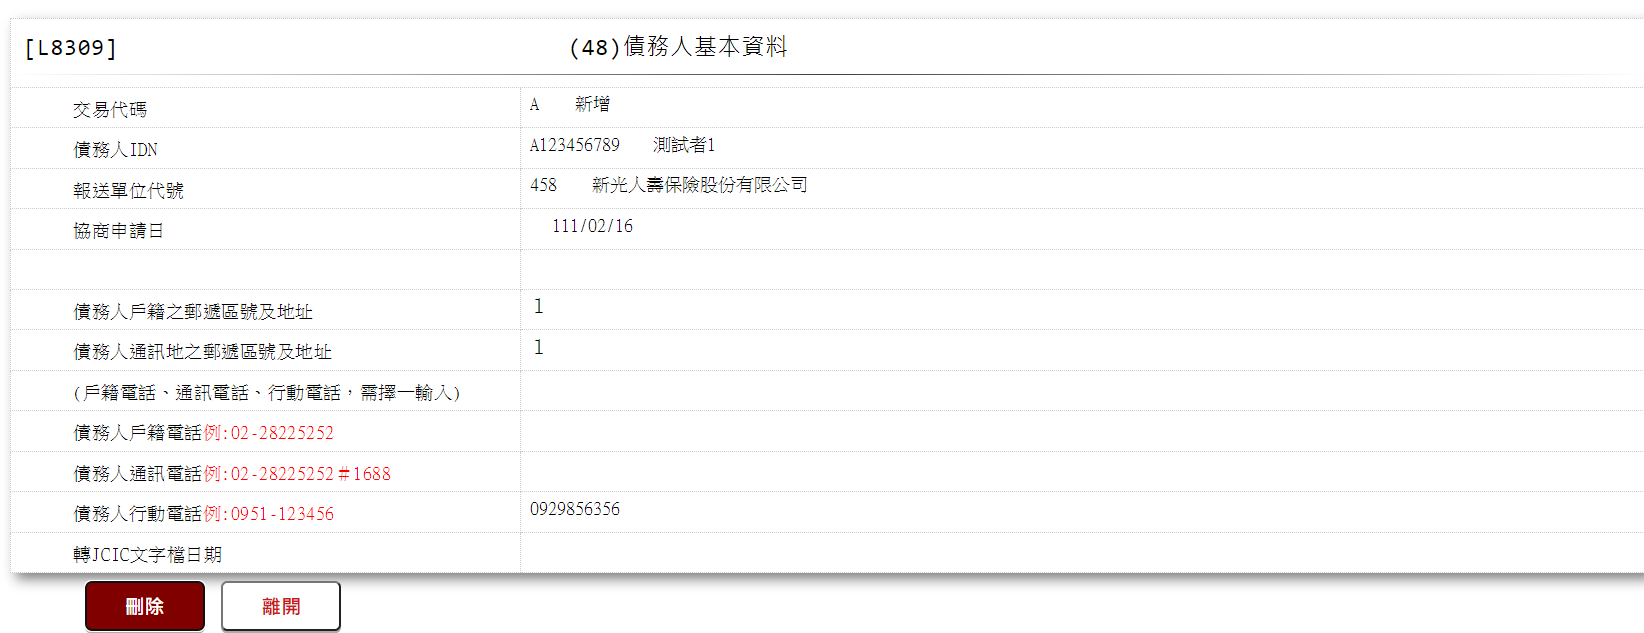 [L8309] (48)債務人基本資料
交易代碼 A 新增
債務人IDN A123456789 測試者1
報送單位代號 458 新光人壽保險股份有限公司
協商申請日 111/02/16
債務人戶籍之郵遞區號及地址 1
債務人通訊地之郵遞區號及地址 1
(戶籍電話、通訊電話、行動電話，需擇一輸入)
債務人戶籍電話例:02-28225252
債務人通訊電話例:02-28225252#1688
債務人行動電話例:0951-123456 0929856356
轉JCIC文字檔日期
刪除 離開